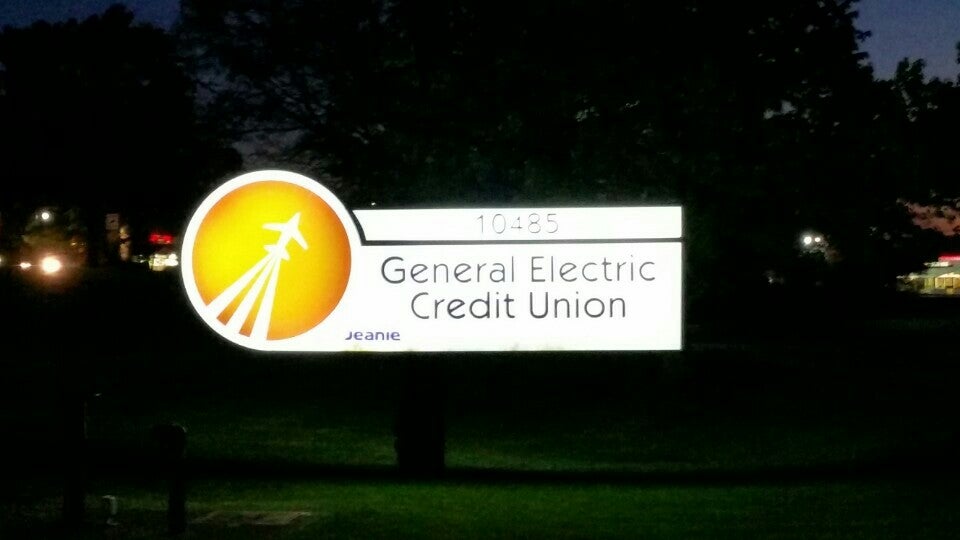 10485
General Electric
Credit Union
Jeanie